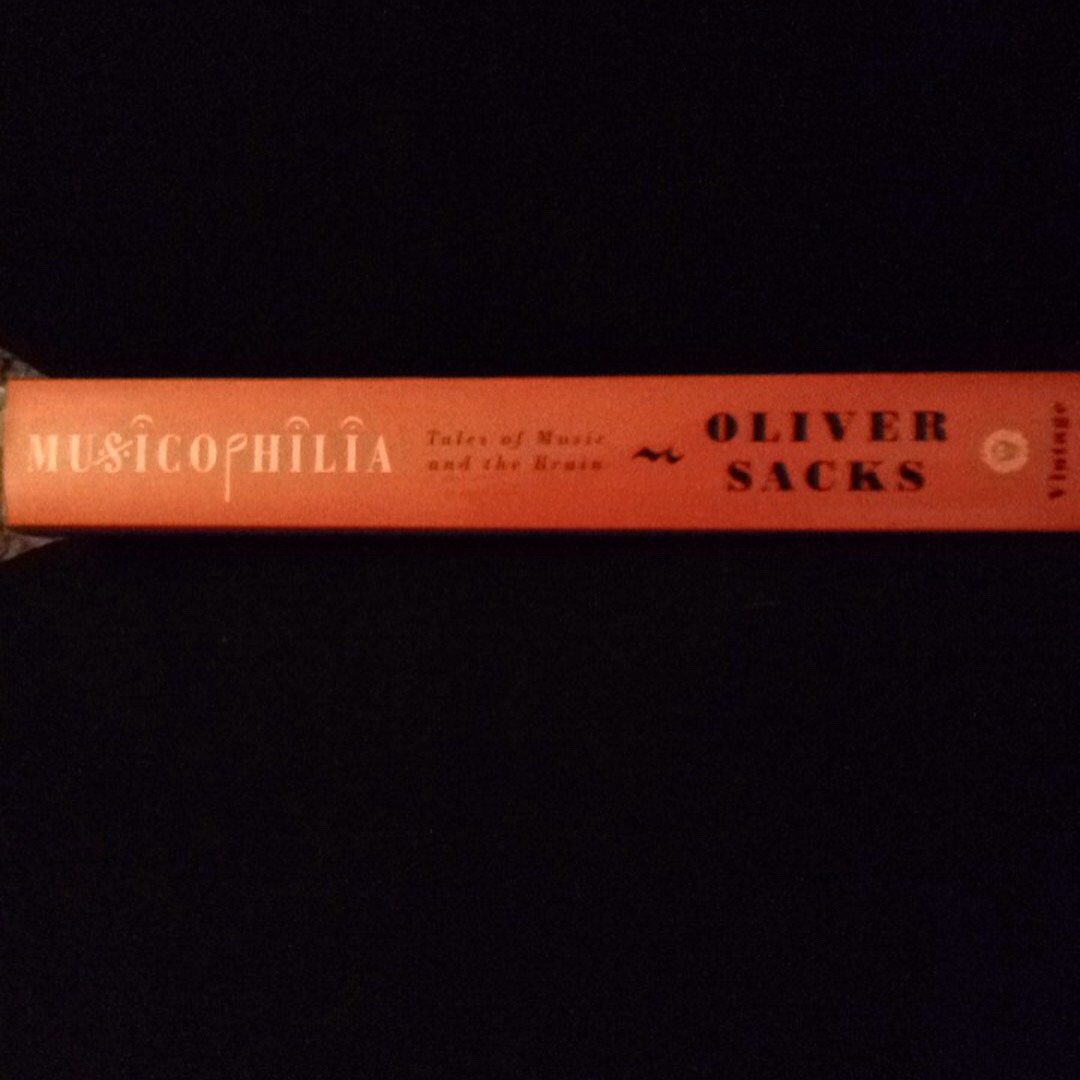 MUSICOPHILIA
Tales of Music
and the Brain
OLIVER
SACKS
Vintage